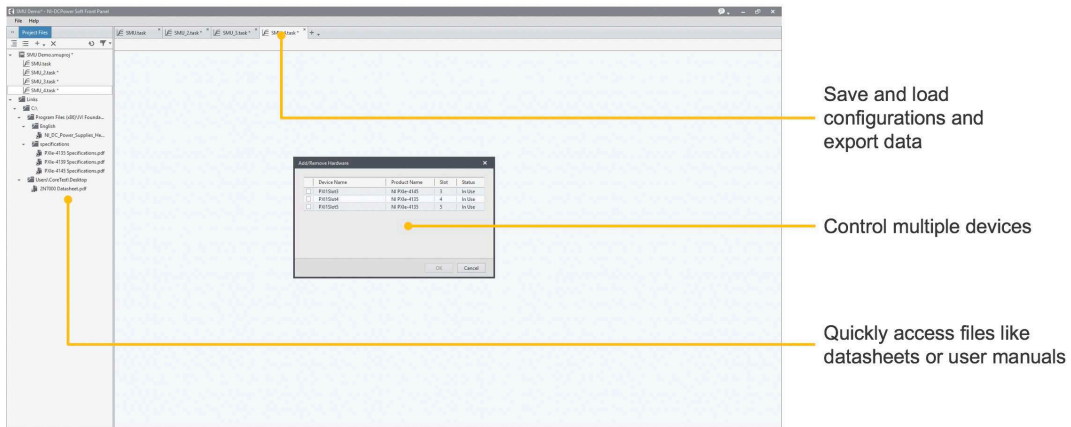 SMU Demo* - NI-DCPower Soft Front Panel
File Help
Project Files
SMU.task *
SMU_2.task *
SMU_3.task *
SMU_4.task *
SMU Demo.smuproj *
SMU.task
SMU_2.task *
SMU_3.task *
SMU_4.task *
Links
C:\
Program Files (x86)\IVI Founda...
English
NI_DC_Power_Supplies_He...
specifications
PXIe-4135 Specifications.pdf
PXIe-4139 Specifications.pdf
PXIe-4145 Specifications.pdf
Users\CoreTest\Desktop
2N7000 Datasheet.pdf
Add/Remove Hardware
Device Name Product Name Slot Status
PXI1Slot3 NI PXIe-4145 3 In Use
PXI1Slot4 NI PXIe-4135 4 In Use
PXI1Slot5 NI PXIe-4135 5 In Use
OK Cancel
Save and load
configurations and
export data
Control multiple devices
Quickly access files like
datasheets or user manuals